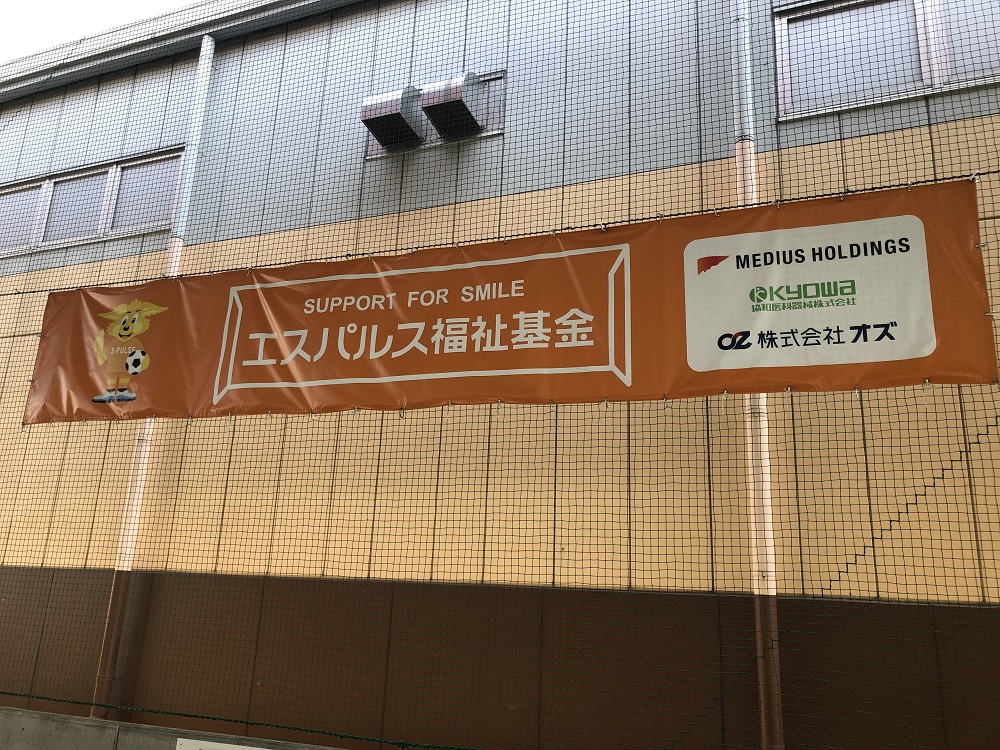 S-PULSE
SUPPORT FOR SMILE
エスパルス福祉基金
MEDIUS HOLDINGS
Kyowa
協和医科器械株式会社
OZ 株式会社オズ